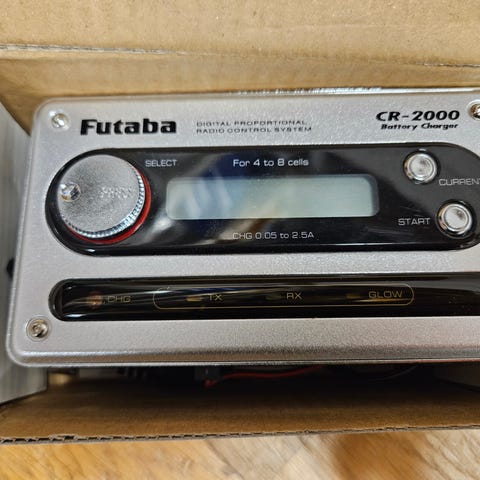 Futaba
DIGITAL PROPORTIONAL
RADIO CONTROL SYSTEM
CR-2000
Battery Charger
SELECT
For 4 to 8 cells
CURRENT
START
CHG 0.05 to 2.5A
CHG
TX
RX
GLOW